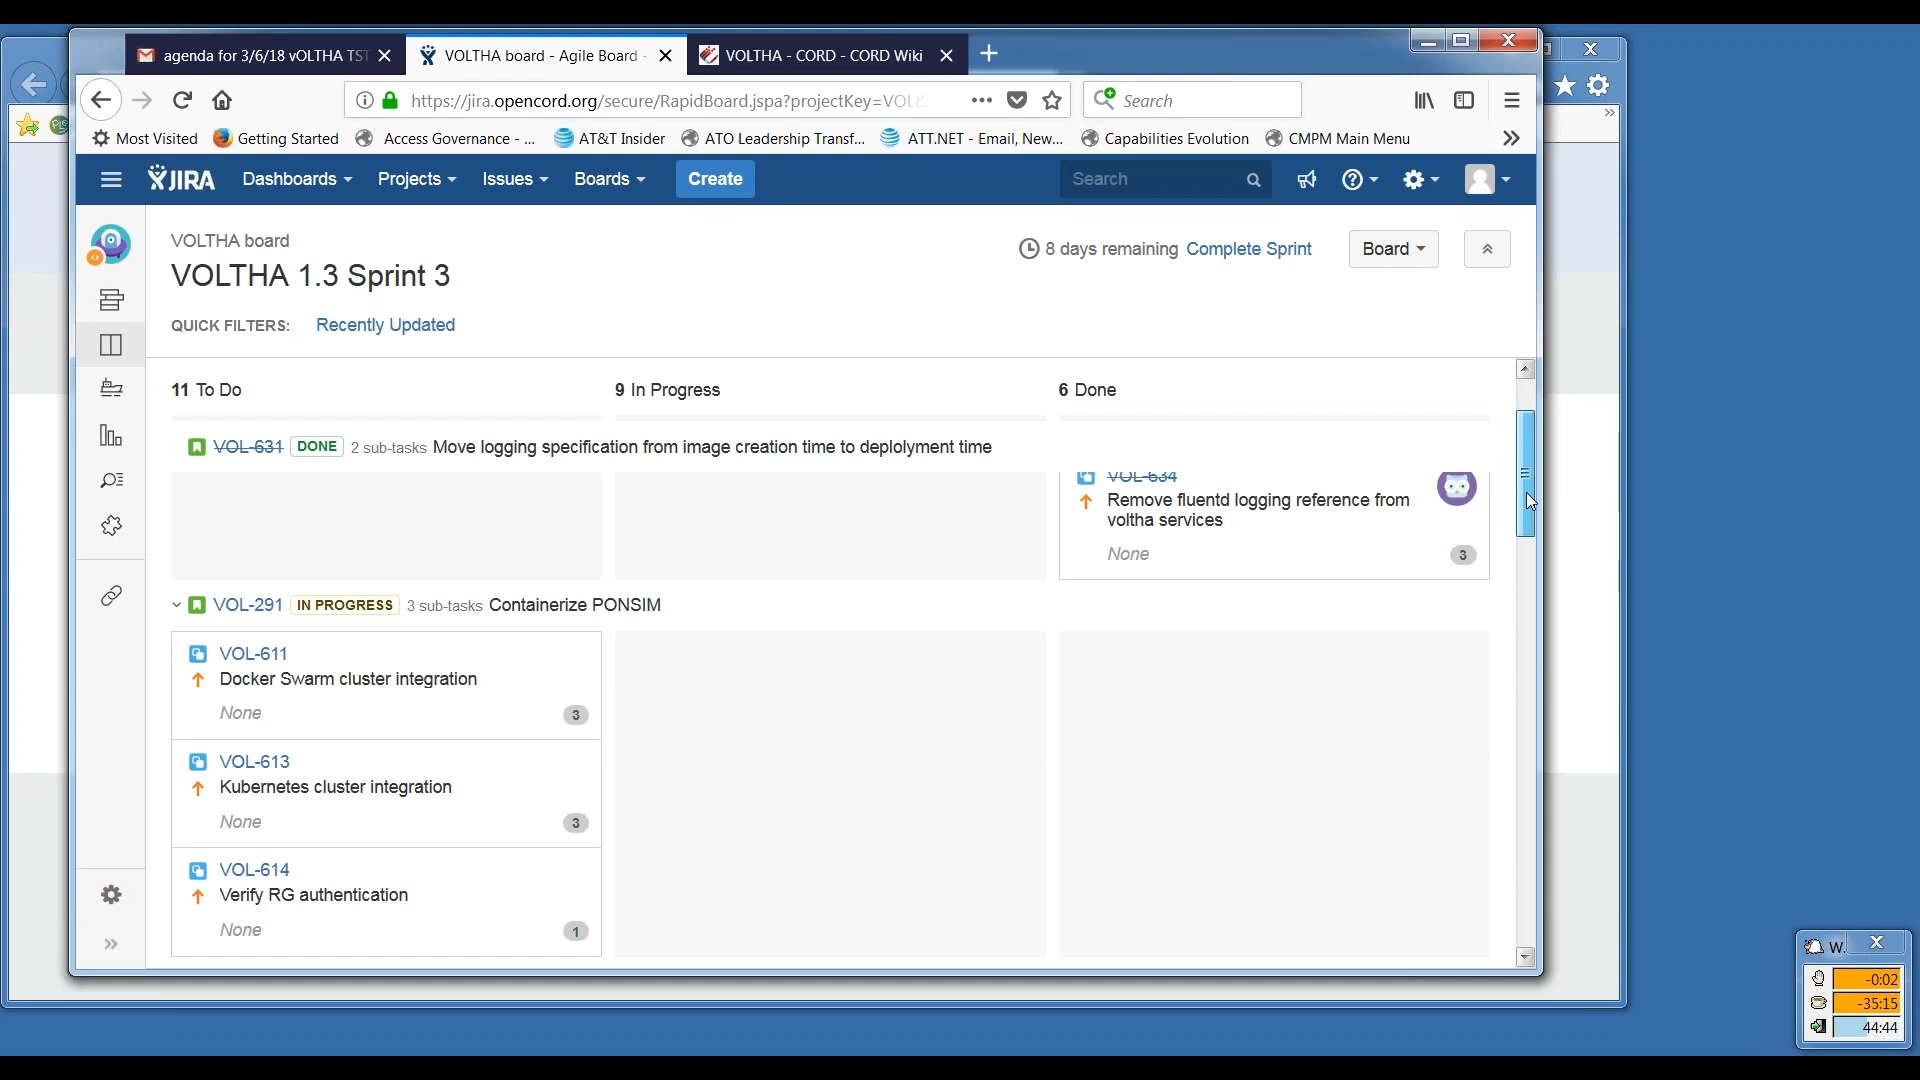 agenda for 3/6/18 vOLTHA TST
VOLTHA board - Agile Board -
VOLTHA - CORD - CORD Wiki
https://jira.opencord.org/secure/RapidBoard.jspa?projectKey=VOL&
Search
Most Visited
Getting Started
Access Governance - ...
AT&T Insider
ATO Leadership Transf...
ATT.NET - Email, New...
Capabilities Evolution
CMPM Main Menu
JIRA
Dashboards
Projects
Issues
Boards
Create
Search
VOLTHA board
VOLTHA 1.3 Sprint 3
8 days remaining Complete Sprint
Board
QUICK FILTERS: Recently Updated
11 To Do
9 In Progress
6 Done
VOL-631 DONE 2 sub-tasks Move logging specification from image creation time to deplolyment time
VOL-634
Remove fluentd logging reference from
voltha services
None
3
VOL-291 IN PROGRESS 3 sub-tasks Containerize PONSIM
VOL-611
Docker Swarm cluster integration
None
3
VOL-613
Kubernetes cluster integration
None
3
VOL-614
Verify RG authentication
None
1
W.
-0:02
-35:15
44:44